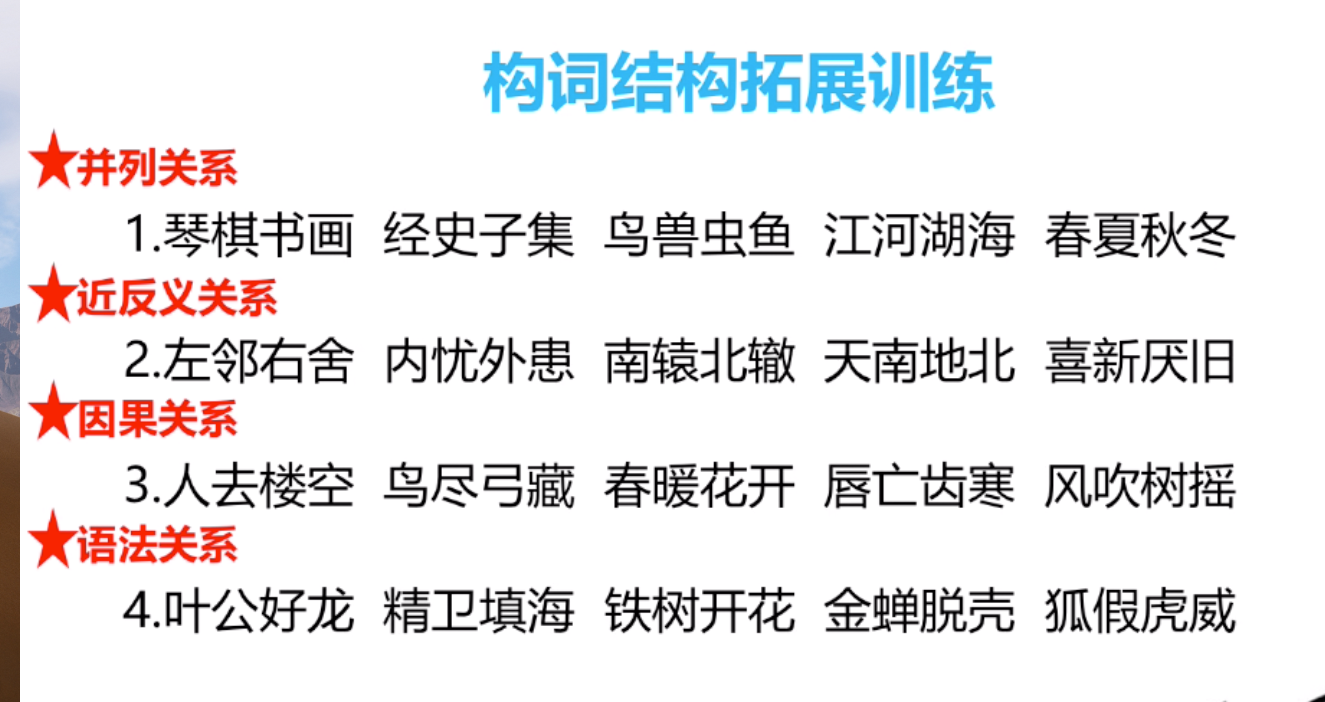 构词结构拓展训练
★并列关系
1.琴棋书画 经史子集 鸟兽虫鱼 江河湖海 春夏秋冬
★近反义关系
2.左邻右舍 内忧外患 南辕北辙 天南地北 喜新厌旧
★因果关系
3.人去楼空 鸟尽弓藏 春暖花开 唇亡齿寒 风吹树摇
★语法关系
4.叶公好龙 精卫填海 铁树开花 金蝉脱壳 狐假虎威